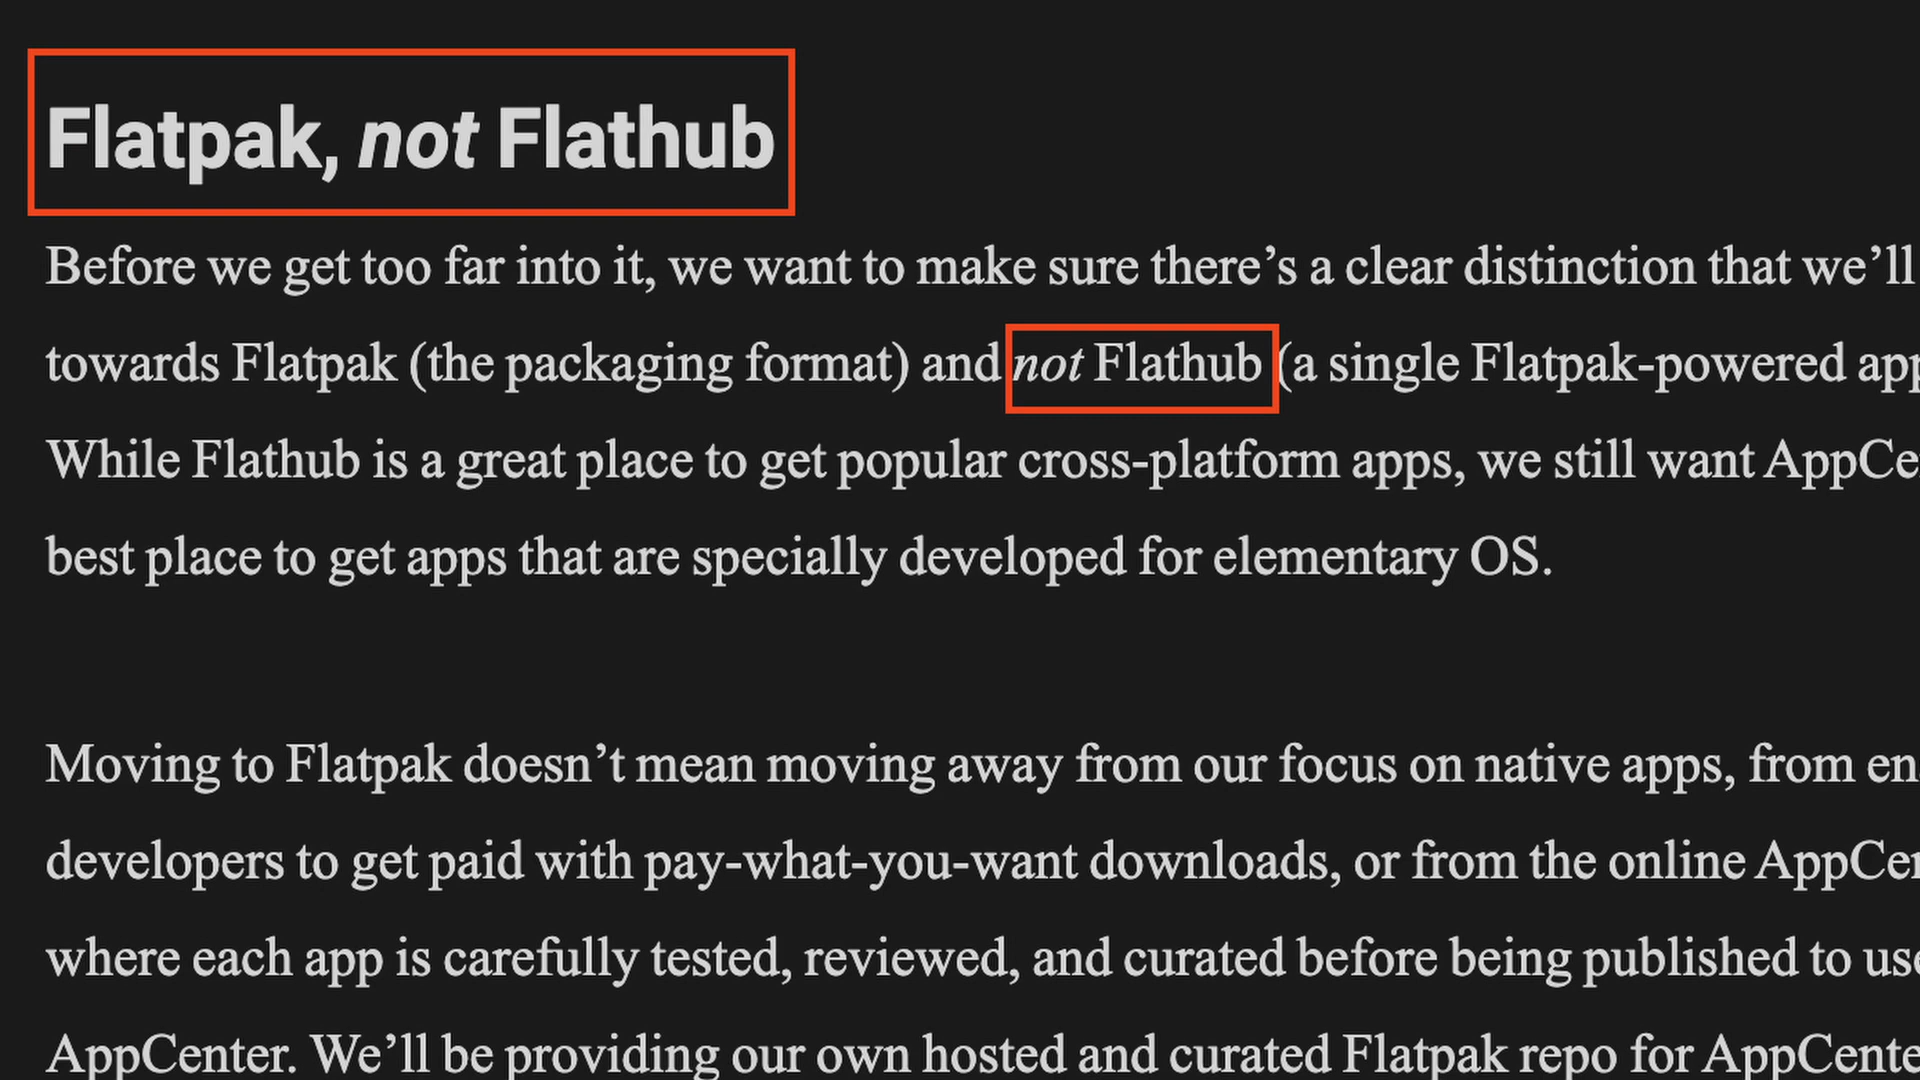 Flatpak, not Flathub
Before we get too far into it, we want to make sure there’s a clear distinction that we’ll
towards Flatpak (the packaging format) and not Flathub (a single Flatpak-powered app
While Flathub is a great place to get popular cross-platform apps, we still want AppCe
best place to get apps that are specially developed for elementary OS.
Moving to Flatpak doesn’t mean moving away from our focus on native apps, from en
developers to get paid with pay-what-you-want downloads, or from the online AppCen
where each app is carefully tested, reviewed, and curated before being published to use
AppCenter. We’ll be providing our own hosted and curated Flatpak repo for AppCente